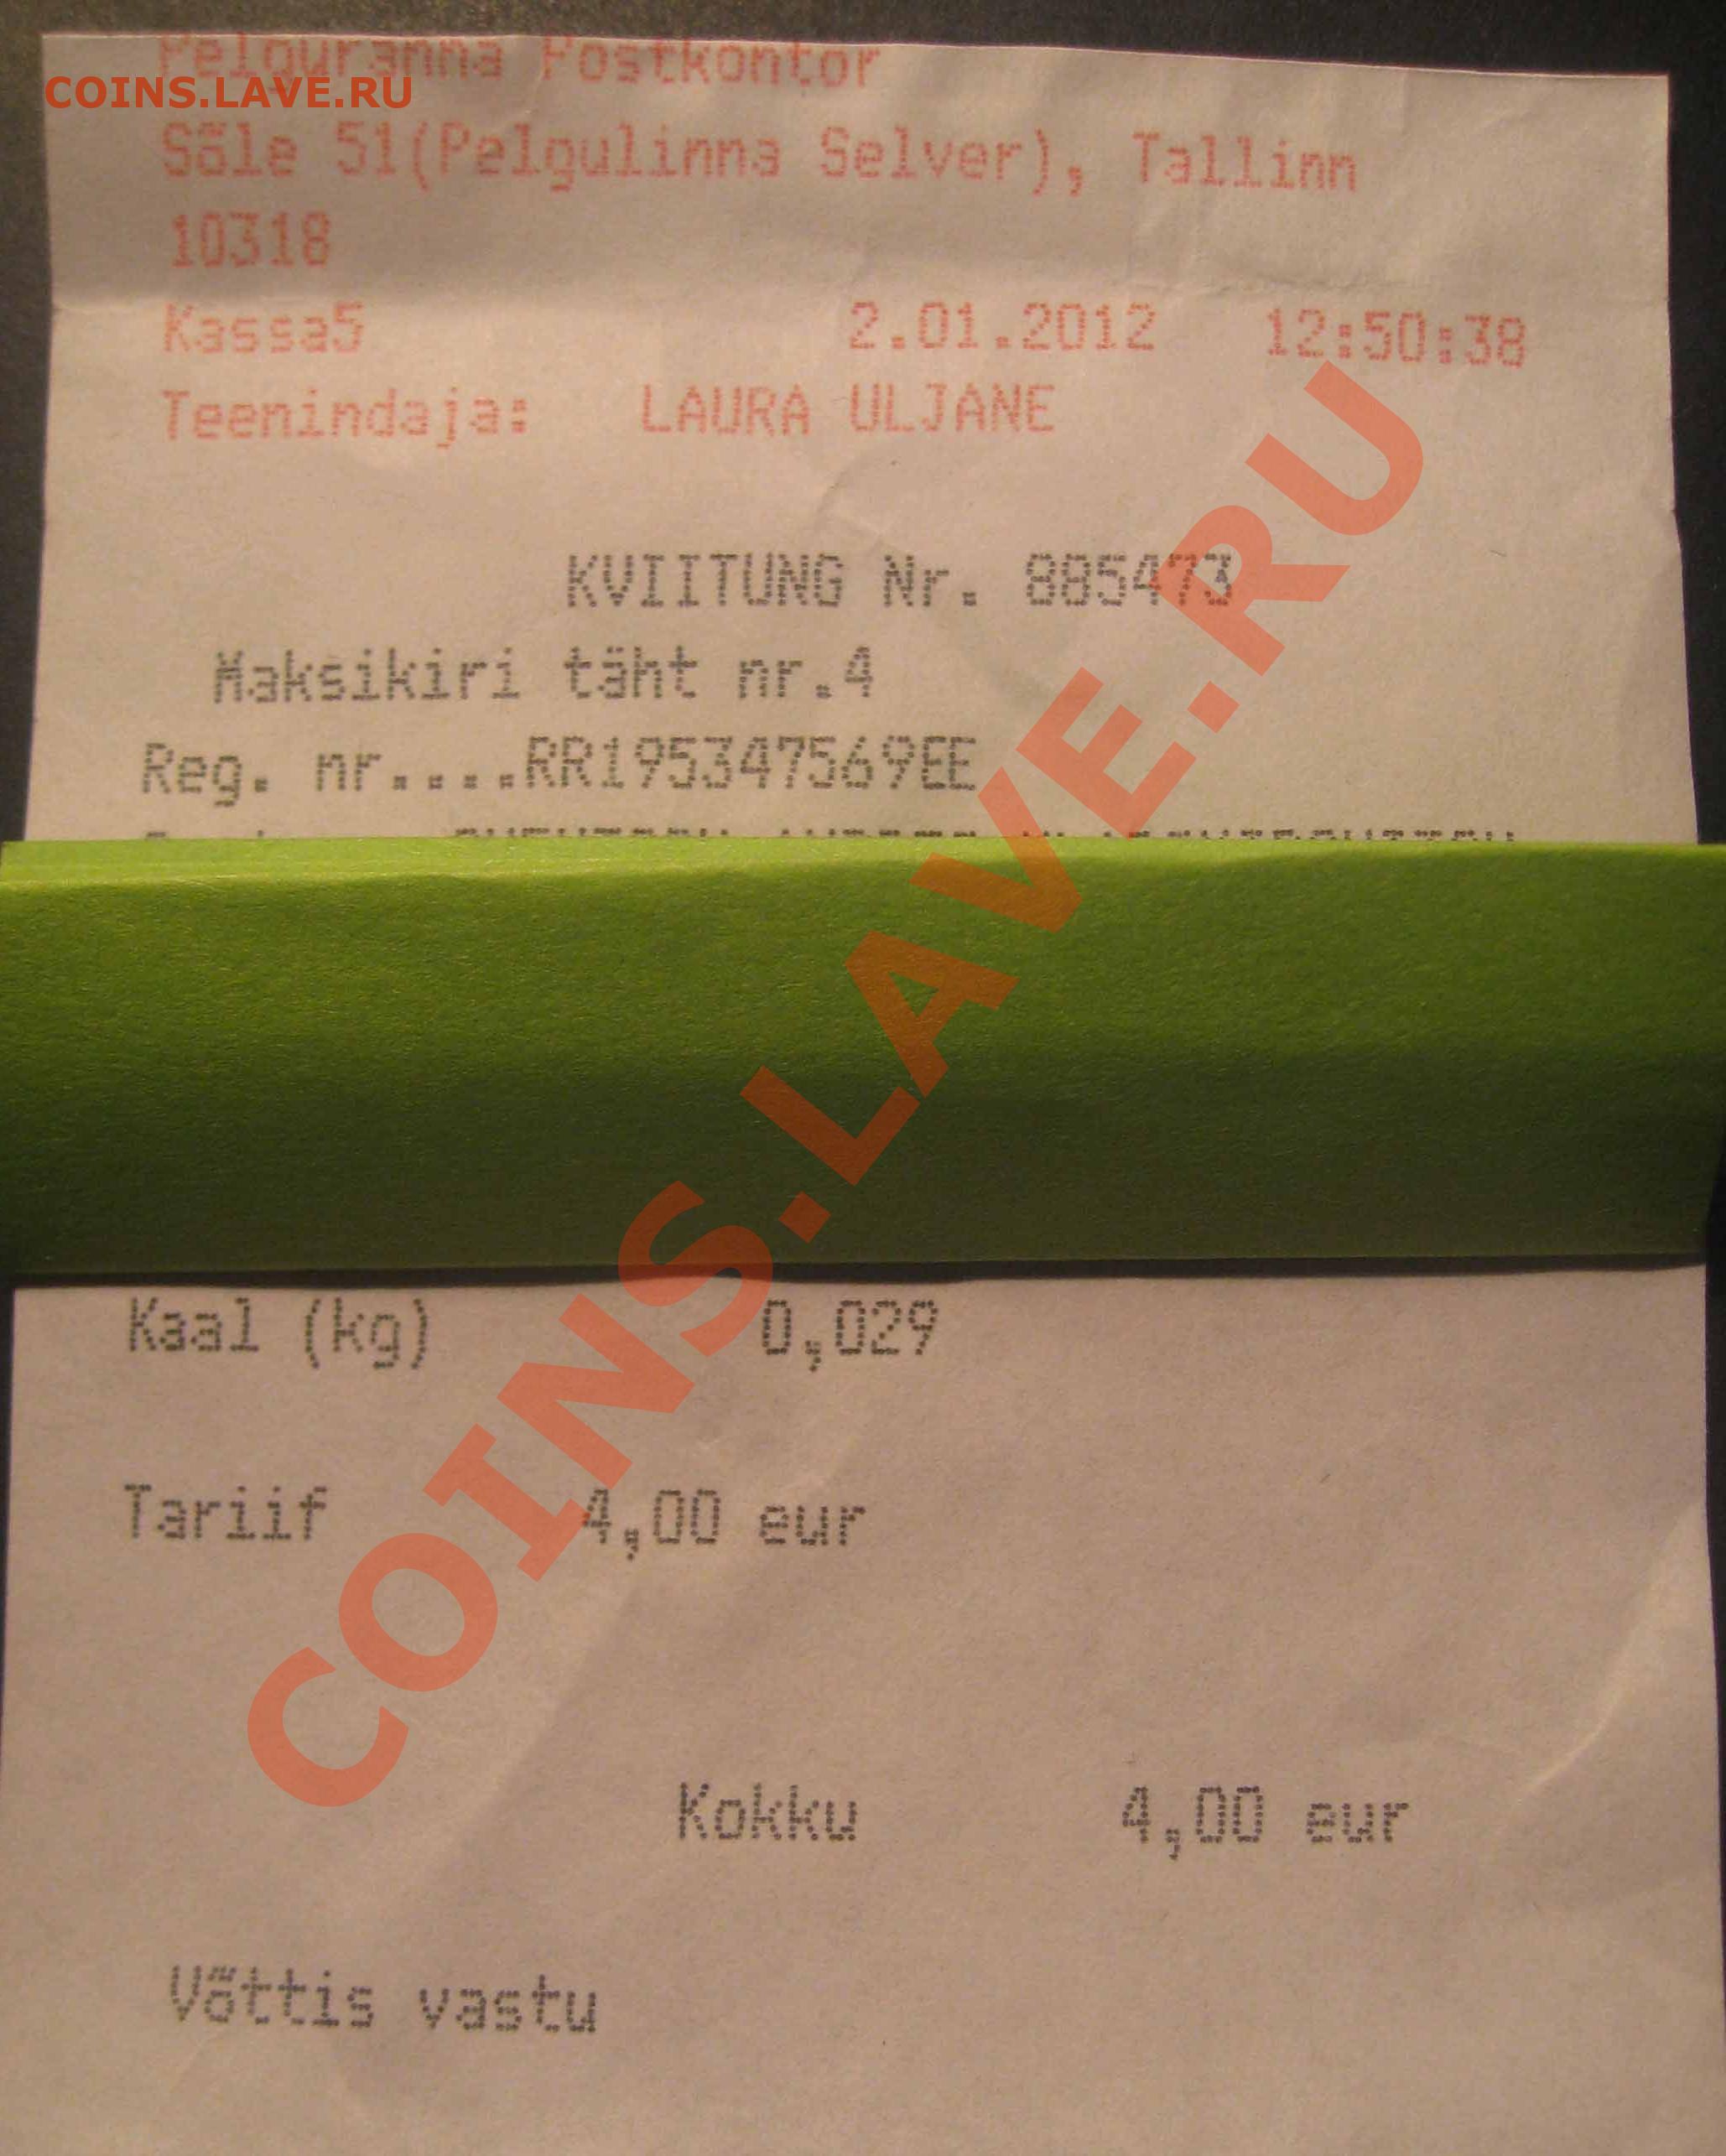 Pelguranna Postkontor
COINS.LAVE.RU
Sõle 51(Pelgulinna Selver), Tallinn
10318
Kassa5 2.01.2012 12:50:38
Teenindaja: LAURA ULJANE
KVIITUNG Nr. 885473
Maksikiri täht nr.4
Reg. nr....RR195347569EE
COINS.LAVE.RU
Kaal (kg) 0,029
Tariif 4,00 eur
Kokku 4,00 eur
Võttis vastu